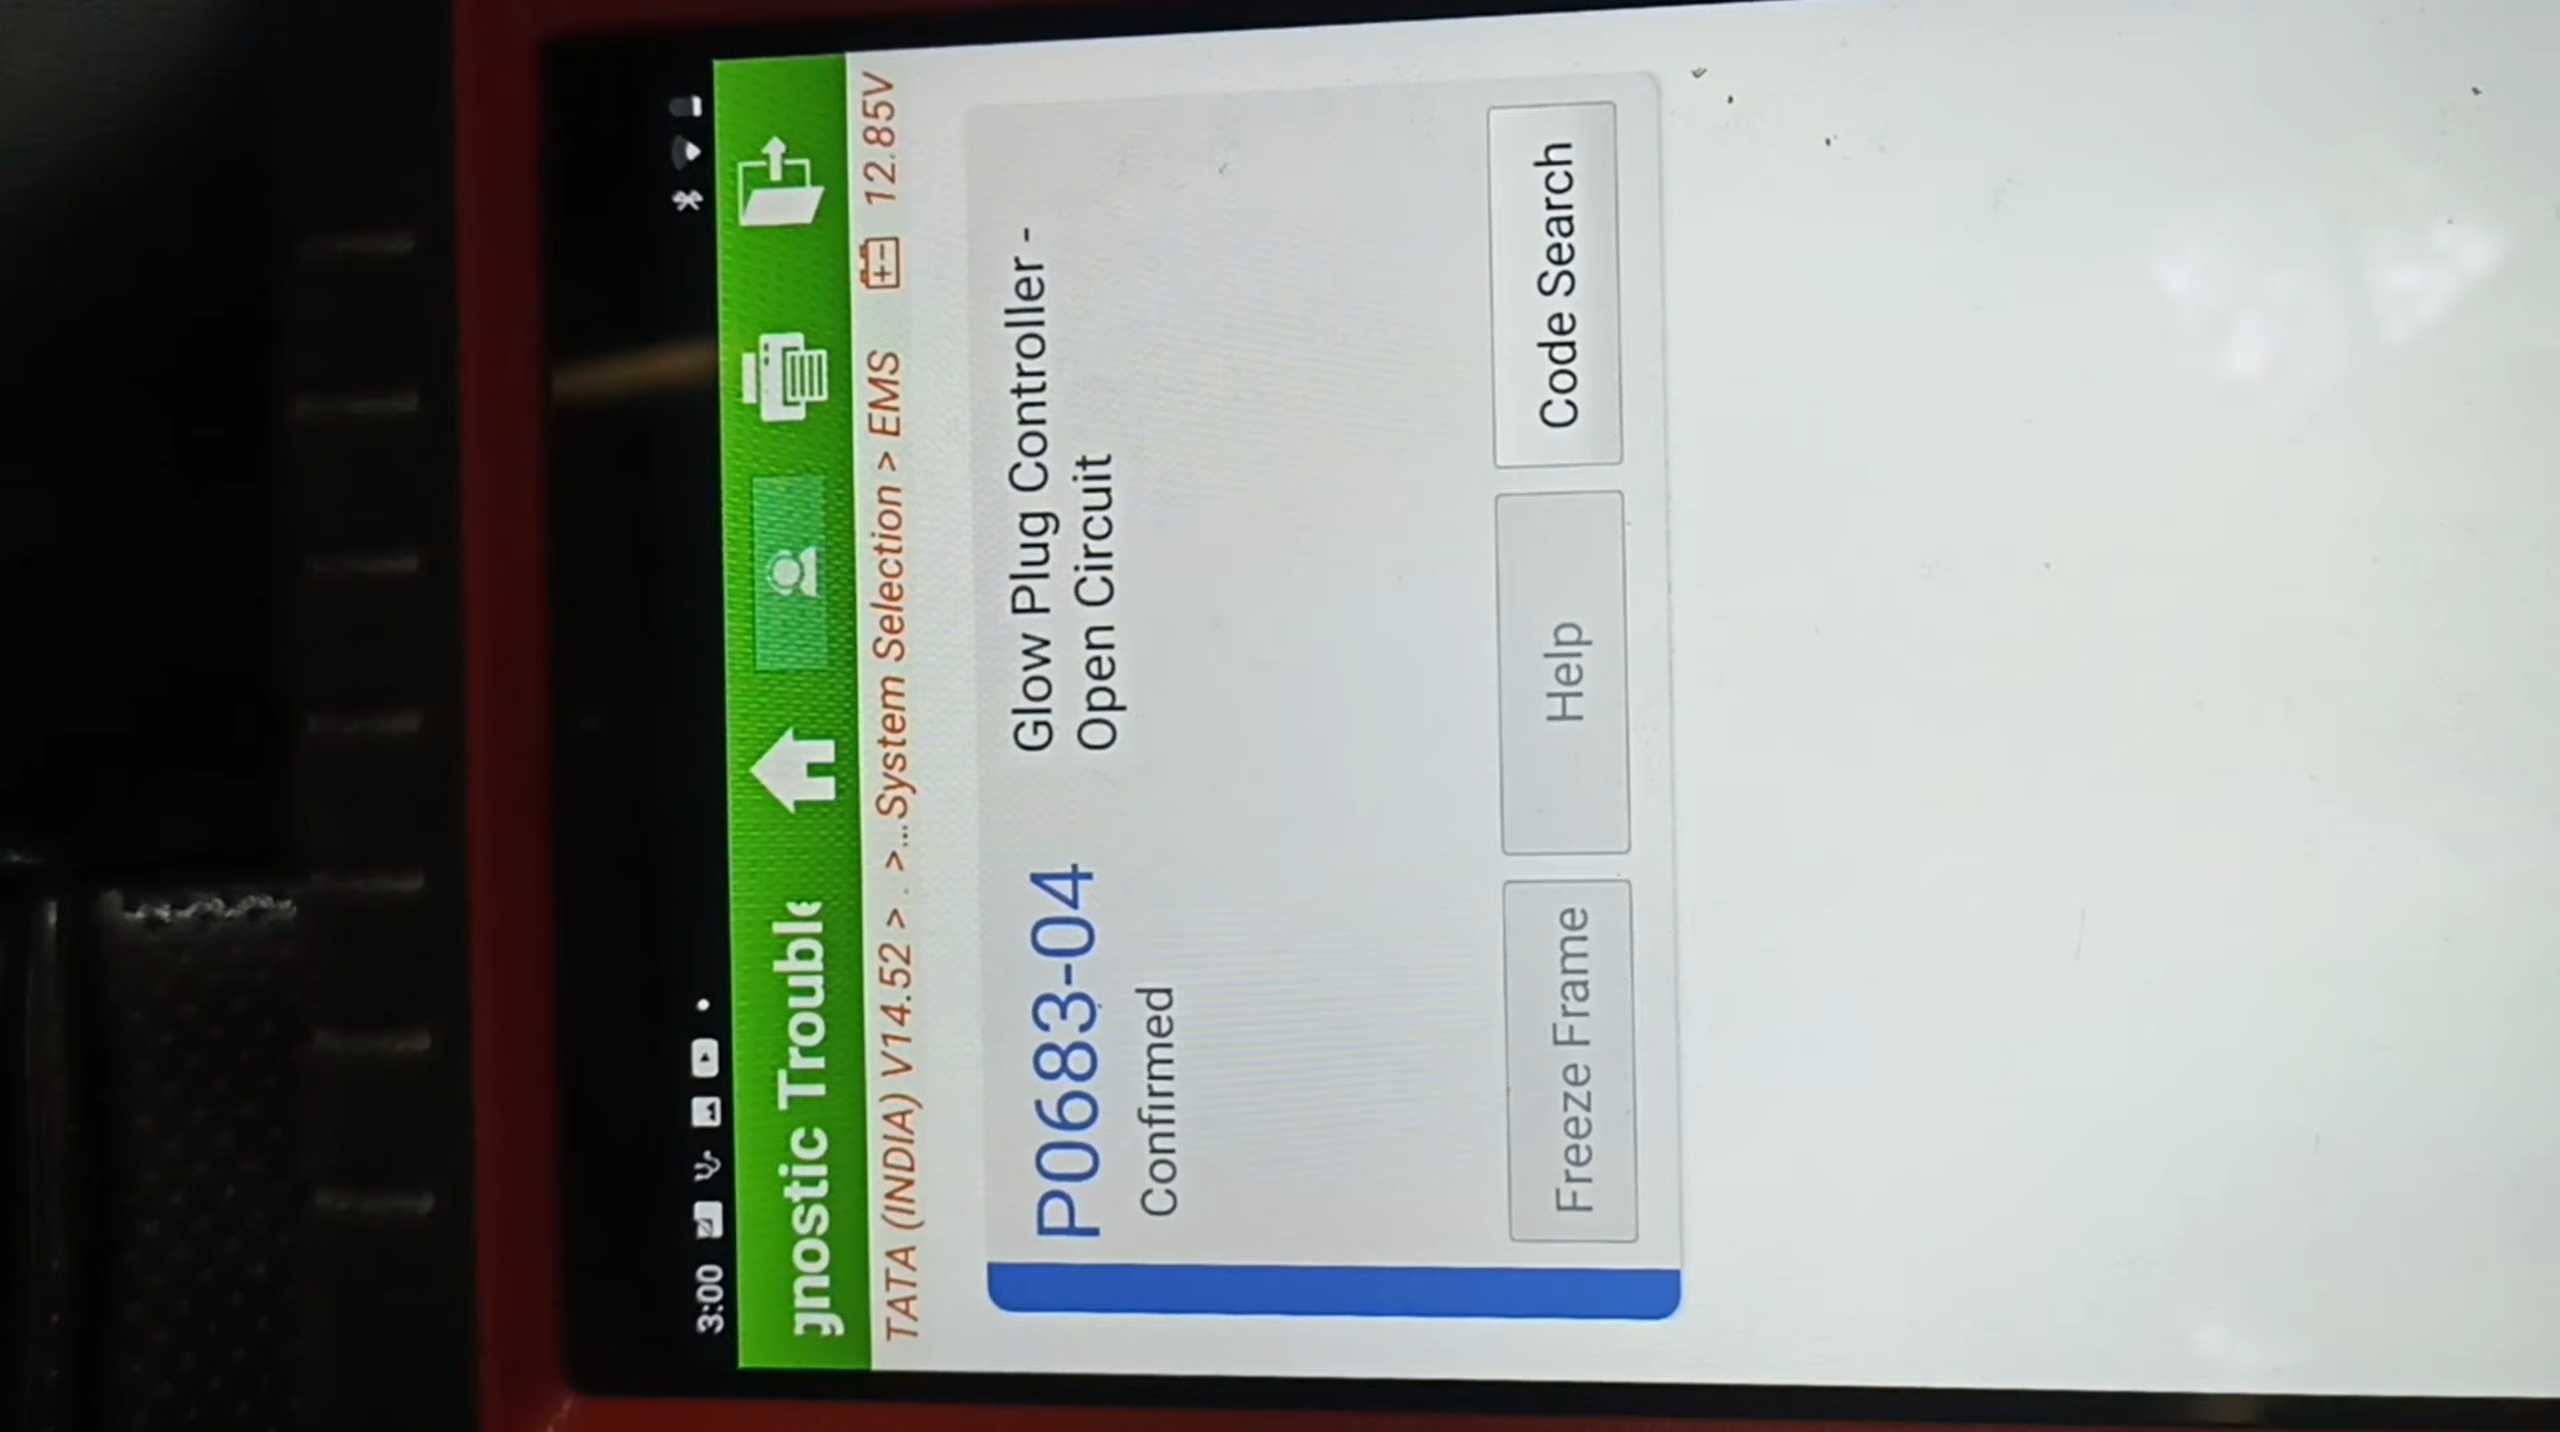 3:00
gnostic Trouble
TATA (INDIA) V14.52 > . >...System Selection > EMS 12.85V
P0683-04
Glow Plug Controller -
Open Circuit
Confirmed
Freeze Frame
Help
Code Search